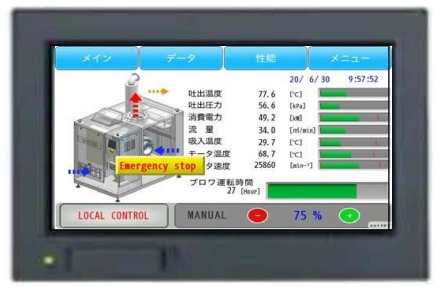 メイン データ 性能 メニュー
20/ 6/30 9:57:52
吐出温度 77.6 [℃]
吐出圧力 56.6 [kPa]
消費電力 49.2 [kW]
流 量 34.0 [㎥/min]
吸入温度 29.7 [℃]
モータ温度 68.7 [℃]
タ速度 25860 [min⁻¹]
Emergency stop
ブロワ運転時間
27 [Hour]
LOCAL CONTROL MANUAL - 75 % +